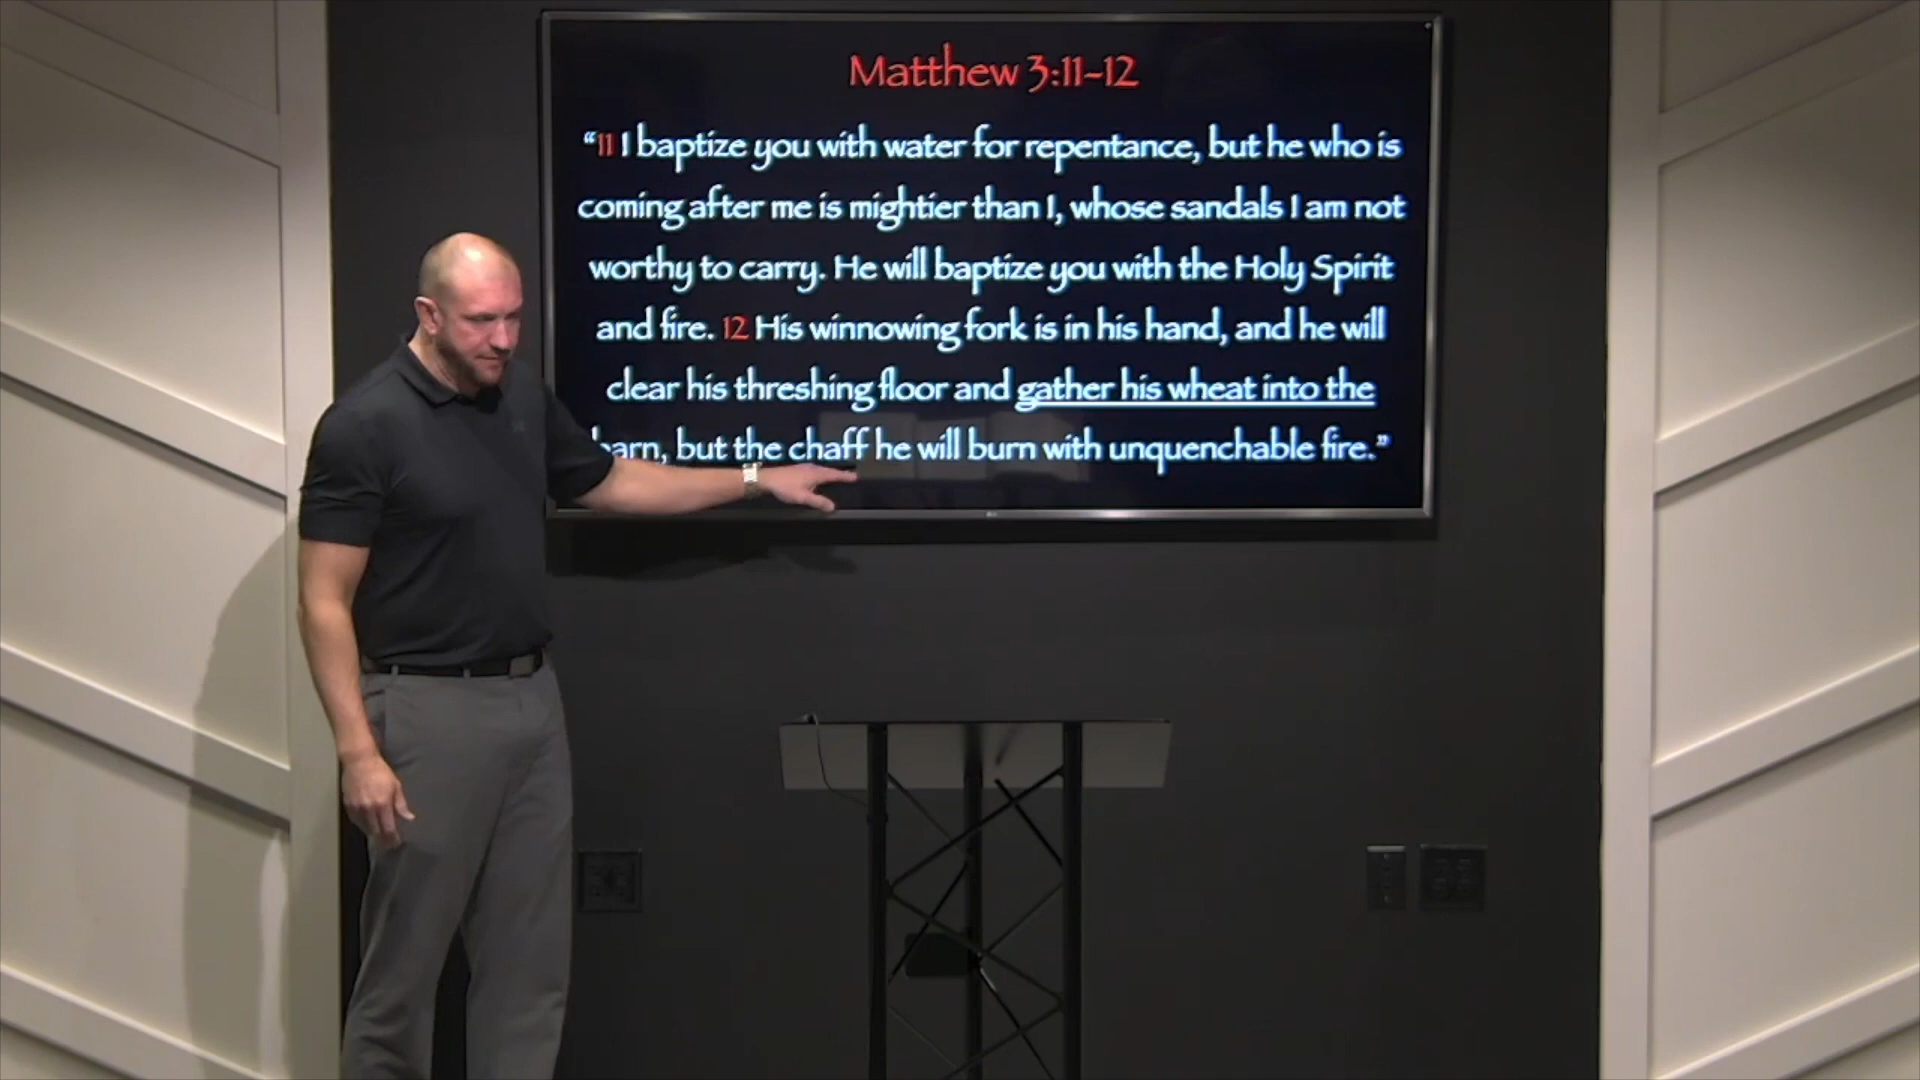 Matthew 3:11-12
“11 I baptize you with water for repentance, but he who is
coming after me is mightier than I, whose sandals I am not
worthy to carry. He will baptize you with the Holy Spirit
and fire. 12 His winnowing fork is in his hand, and he will
clear his threshing floor and gather his wheat into the
barn, but the chaff he will burn with unquenchable fire.”